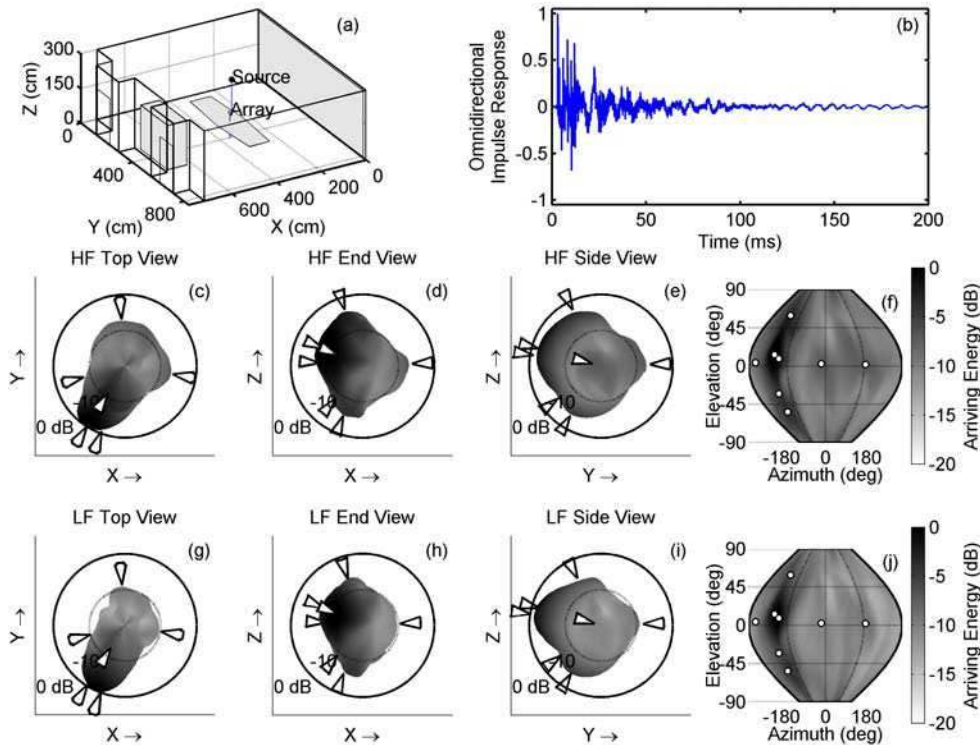 (a)
300
150
0
Z (cm)
Source
Array
400
800
Y (cm)
600
400
200
0
X (cm)
(b)
1
0.5
0
-0.5
-1
Omnidirectional
Impulse Response
0
50
100
150
200
Time (ms)
HF Top View
(c)
Y →
-10
0 dB
X →
HF End View
(d)
Z →
-10
0 dB
X →
HF Side View
(e)
Z →
-10
0 dB
Y →
(f)
90
45
0
-45
-90
Elevation (deg)
-180
0
180
Azimuth (deg)
0
-5
-10
-15
-20
Arriving Energy (dB)
LF Top View
(g)
Y →
-10
0 dB
X →
LF End View
(h)
Z →
-10
0 dB
X →
LF Side View
(i)
Z →
-10
0 dB
Y →
(j)
90
45
0
-45
-90
Elevation (deg)
-180
0
180
Azimuth (deg)
0
-5
-10
-15
-20
Arriving Energy (dB)